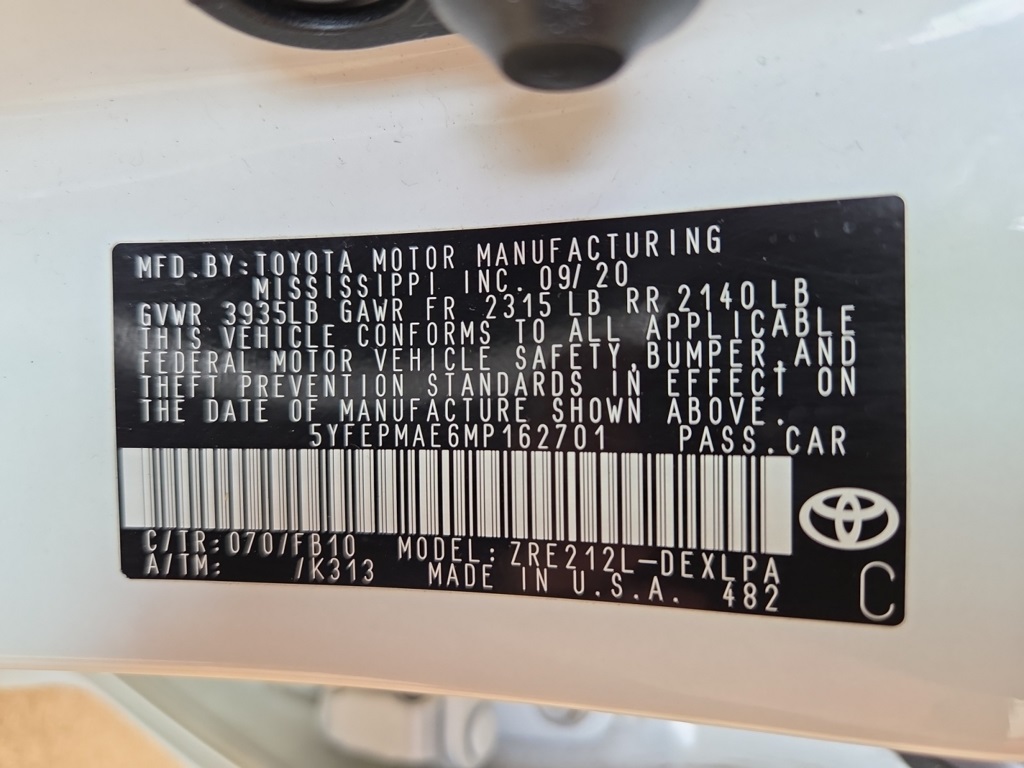 MFD.BY:TOYOTA MOTOR MANUFACTURING
MISSISSIPPI INC. 09/20
GVWR 3935LB GAWR FR 2315 LB RR 2140 LB
THIS VEHICLE CONFORMS TO ALL APPLICABLE
FEDERAL MOTOR VEHICLE SAFETY,BUMPER,AND
THEFT PREVENTION STANDARDS IN EFFECT ON
THE DATE OF MANUFACTURE SHOWN ABOVE.
5YFEPMAE6MP162701 PASS.CAR
C/TR:070/FB10 MODEL:ZRE212L-DEXLPA
A/TM: /K313 MADE IN U.S.A. 482
C